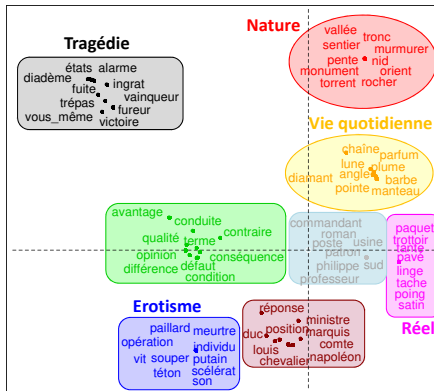 Nature
vallée
tronc
sentier
murmurer
pente
nid
monument
orient
torrent
rocher
Tragédie
états
alarme
diadème
ingrat
fuite
vainqueur
trépas
fureur
vous_même
victoire
Vie quotidienne
chaîne
parfum
lune
plume
diamant
angle
barbe
pointe
manteau
avantage
conduite
contraire
qualité
terme
opinion
conséquence
différence
défaut
condition
commandant
roman
poste
usine
patron
philippe
sud
professeur
paquet
trottoir
tante
pavé
linge
tache
poing
satin
Réel
Erotisme
paillard
meurtre
opération
individu
vit
souper
putain
téton
scélérat
son
réponse
ministre
duc
position
marquis
louis
comte
chevalier
napoléon